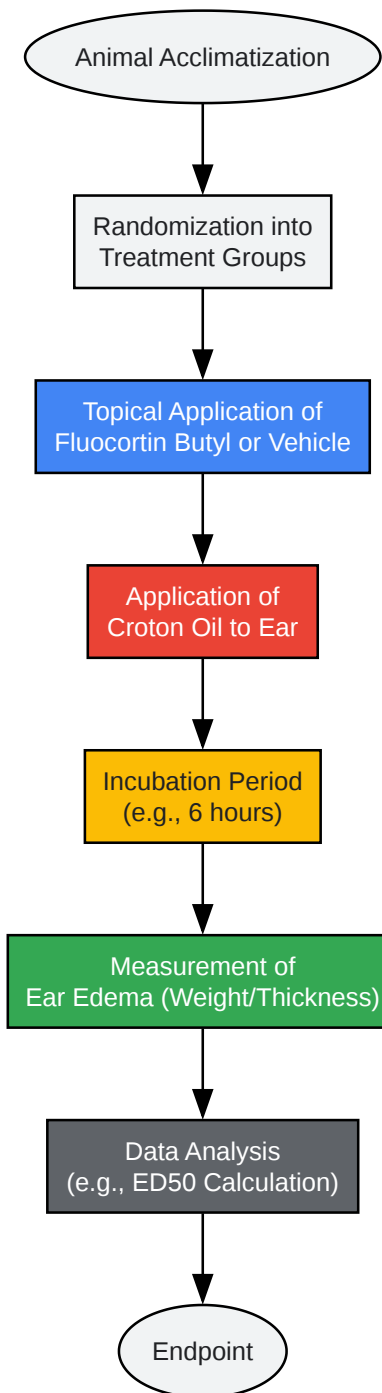 Animal Acclimatization
Randomization into
Treatment Groups
Topical Application of
Fluocortin Butyl or Vehicle
Application of
Croton Oil to Ear
Incubation Period
(e.g., 6 hours)
Measurement of
Ear Edema (Weight/Thickness)
Data Analysis
(e.g., ED50 Calculation)
Endpoint